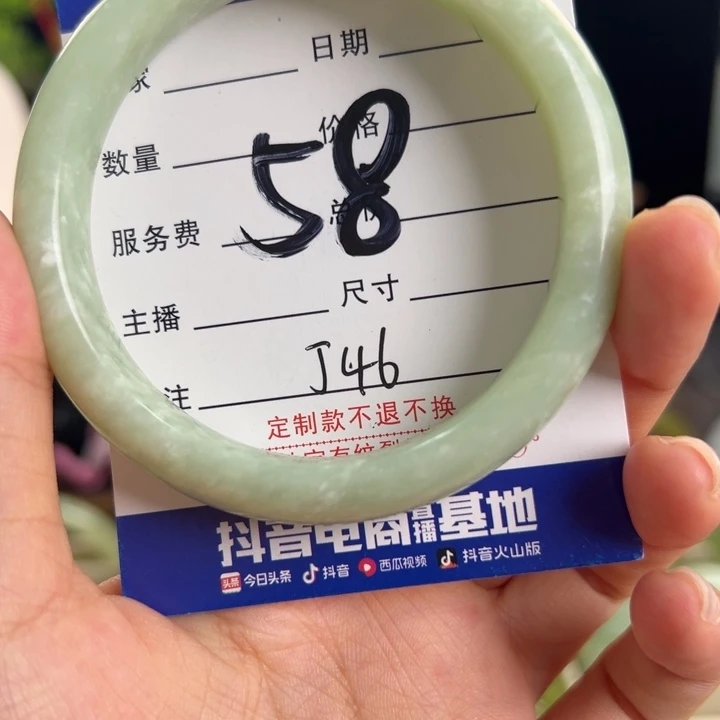 家 日期
数量 价格
58
服务费
主播 尺寸
注 J46
定制款不退不换
抖音电商直播基地
头条 今日头条 抖音 西瓜视频 抖音火山版